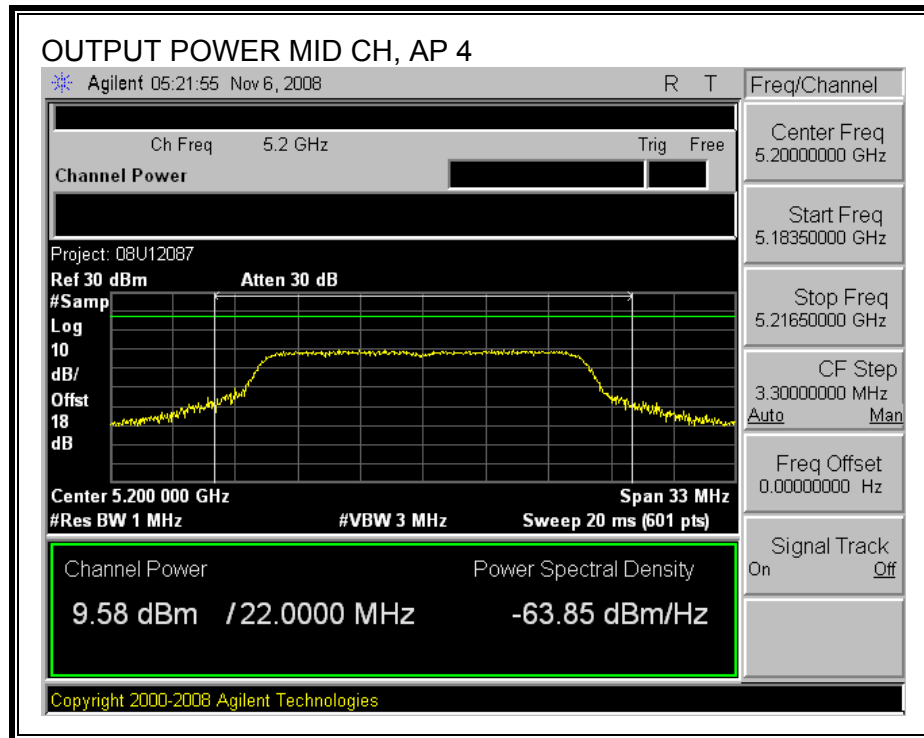 OUTPUT POWER MID CH, AP 4
Agilent 05:21:55 Nov 6, 2008 R T
Freq/Channel
Ch Freq 5.2 GHz Trig Free
Channel Power
Project: 08U12087
Ref 30 dBm Atten 30 dB
#Samp
Log
10
dB/
Offst
18
dB
Center 5.200 000 GHz Span 33 MHz
#Res BW 1 MHz #VBW 3 MHz Sweep 20 ms (601 pts)
Channel Power Power Spectral Density
9.58 dBm / 22.0000 MHz -63.85 dBm/Hz
Center Freq
5.20000000 GHz
Start Freq
5.18350000 GHz
Stop Freq
5.21650000 GHz
CF Step
3.30000000 MHz
Auto Man
Freq Offset
0.00000000 Hz
Signal Track
On Off
Copyright 2000-2008 Agilent Technologies